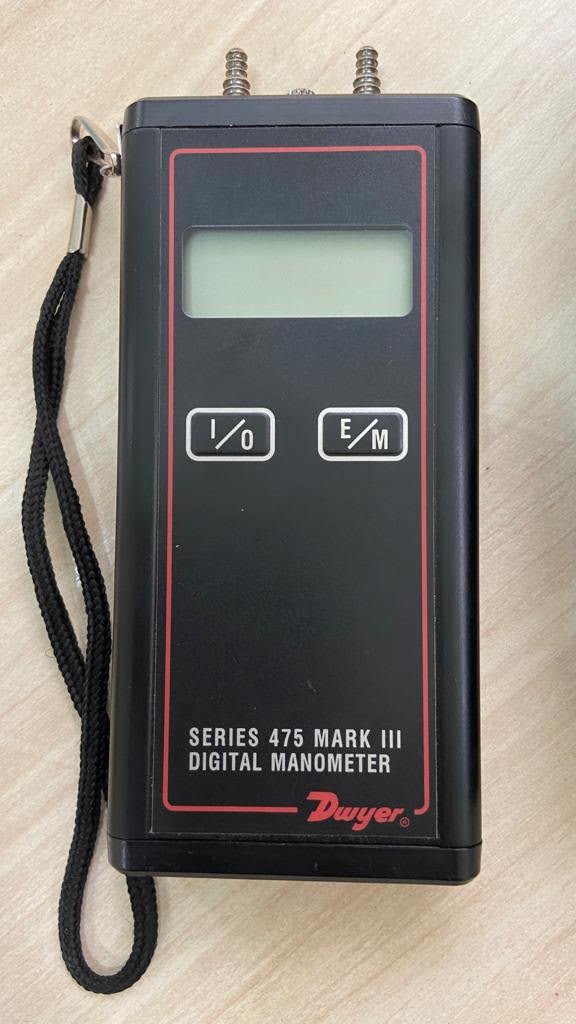 I/O
E/M
SERIES 475 MARK III
DIGITAL MANOMETER
Dwyer®